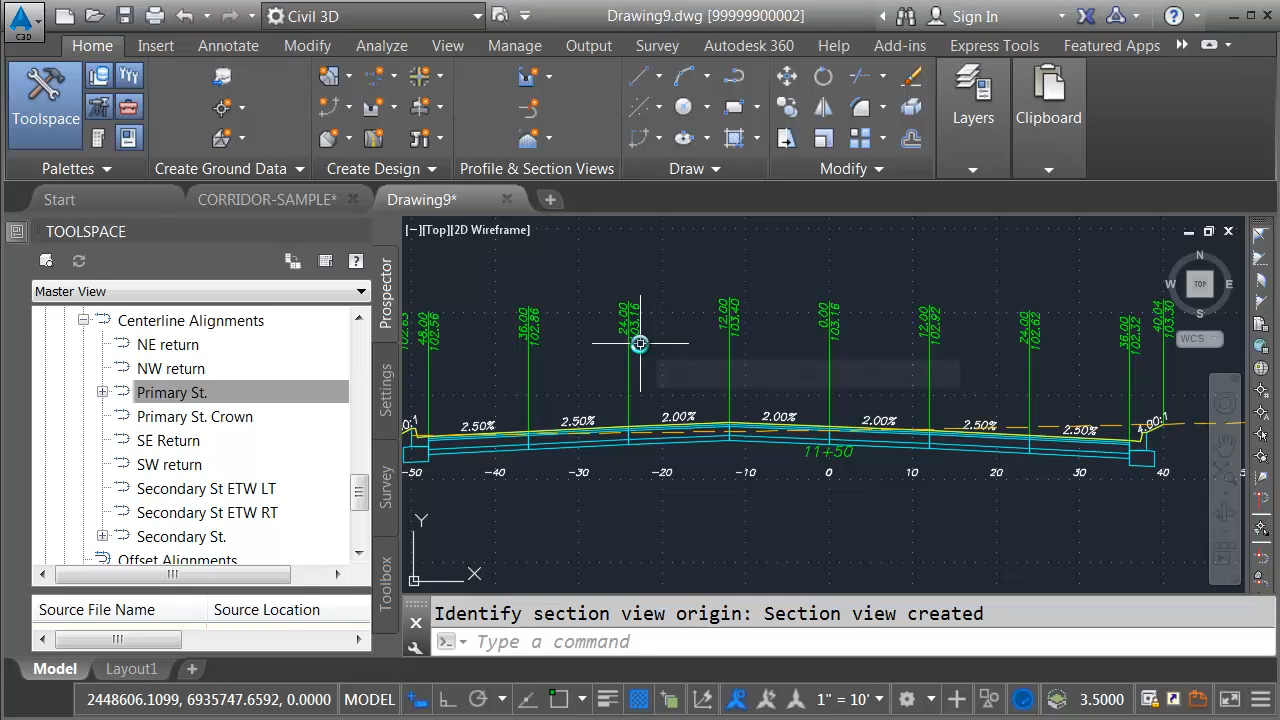 Civil 3D
Drawing9.dwg [99999900002]
Sign In
C3D
Home Insert Annotate Modify Analyze View Manage Output Survey Autodesk 360 Help Add-ins Express Tools Featured Apps
Toolspace
Layers
Clipboard
Palettes
Create Ground Data
Create Design
Profile & Section Views
Draw
Modify
Start
CORRIDOR-SAMPLE*
Drawing9*
TOOLSPACE
Master View
Centerline Alignments
NE return
NW return
Primary St.
Primary St. Crown
SE Return
SW return
Secondary St ETW LT
Secondary St ETW RT
Secondary St.
Offset Alignments
Source File Name
Source Location
Prospector
Settings
Survey
Toolbox
[−][Top][2D Wireframe]
N
W TOP E
S
WCS
48.00 102.56
36.00 102.86
24.00 103.16
12.00 103.40
0.00 103.16
12.00 102.92
24.00 102.62
36.00 102.32
40.04 103.30
2.50% 2.50% 2.00% 2.00% 2.00% 2.50% 2.50%
11+50
-50 -40 -30 -20 -10 0 10 20 30 40
Y
X
Identify section view origin: Section view created
Type a command
Model
Layout1
2448606.1099, 6935747.6592, 0.0000
MODEL
1" = 10'
3.5000